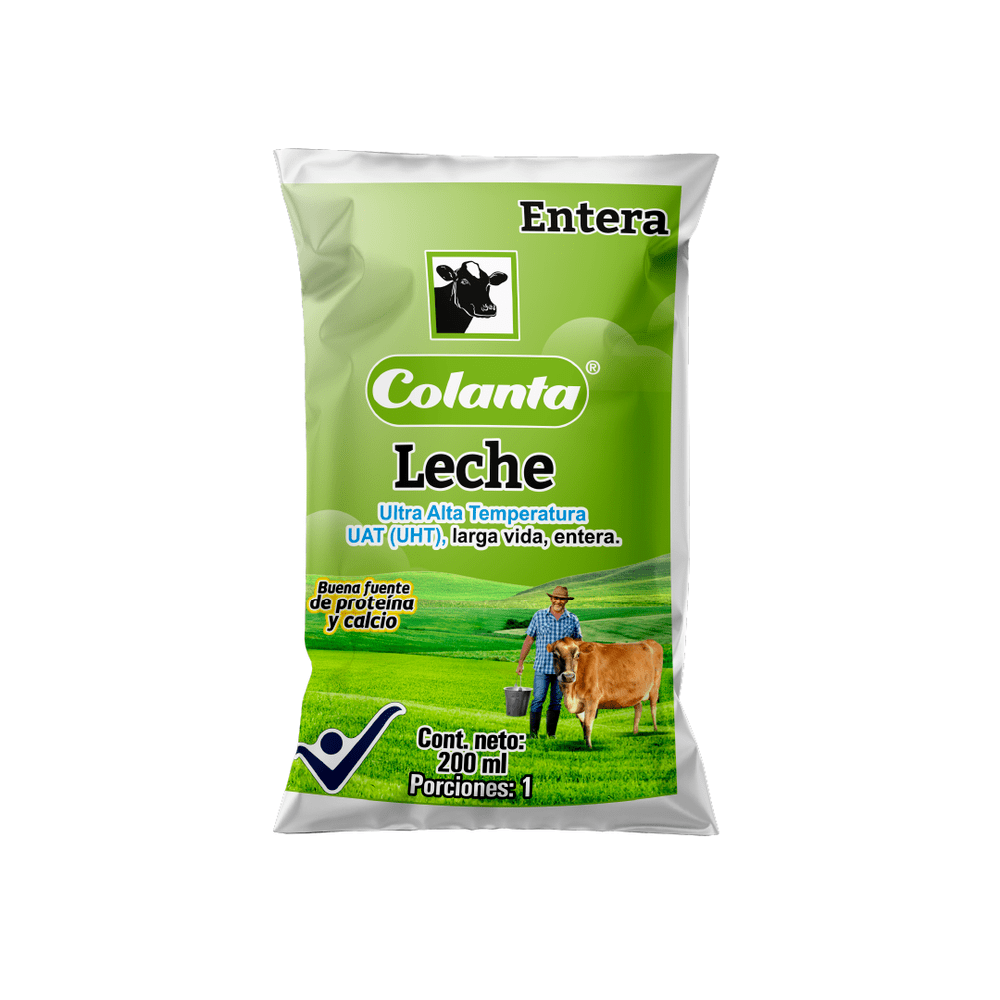 Entera
Colanta®
Leche
Ultra Alta Temperatura
UAT (UHT), larga vida, entera.
Buena fuente
de proteína
y calcio
Cont. neto:
200 ml
Porciones: 1